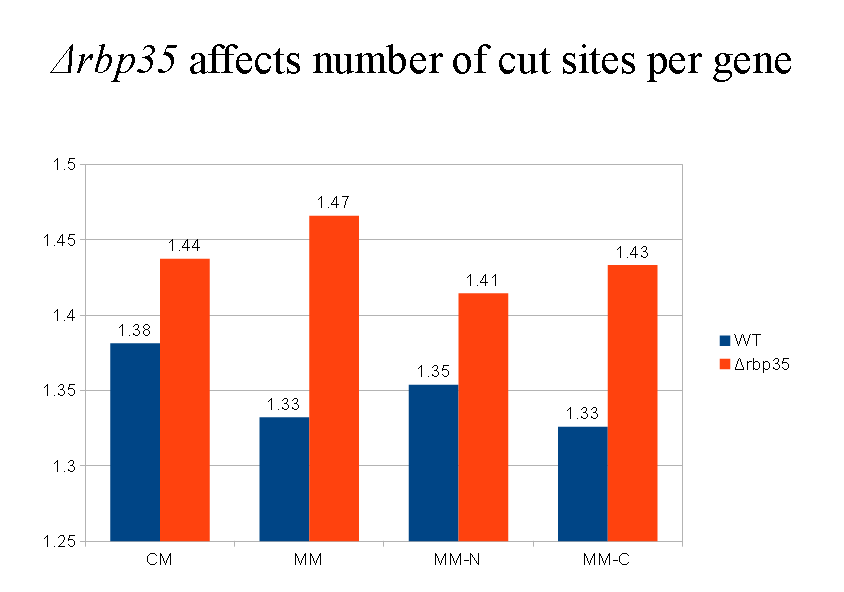 Δrbp35 affects number of cut sites per gene
1.5
1.45
1.4
1.35
1.3
1.25
1.38
1.44
1.33
1.47
1.35
1.41
1.33
1.43
CM
MM
MM-N
MM-C
WT
Δrbp35